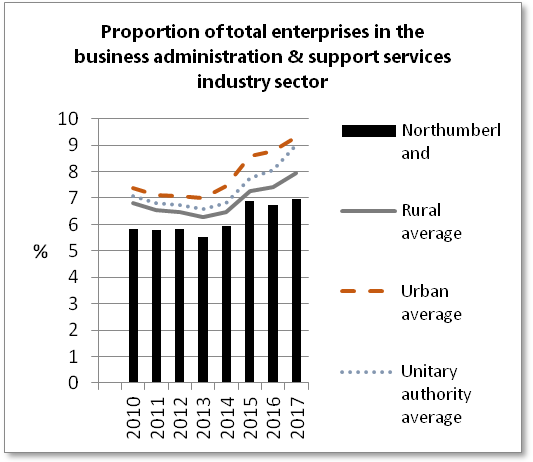 Proportion of total enterprises in the
business administration & support services
industry sector
10
9
8
7
6
5
4
3
2
1
0
%
2010
2011
2012
2013
2014
2015
2016
2017
Northumberl
and
Rural
average
Urban
average
Unitary
authority
average